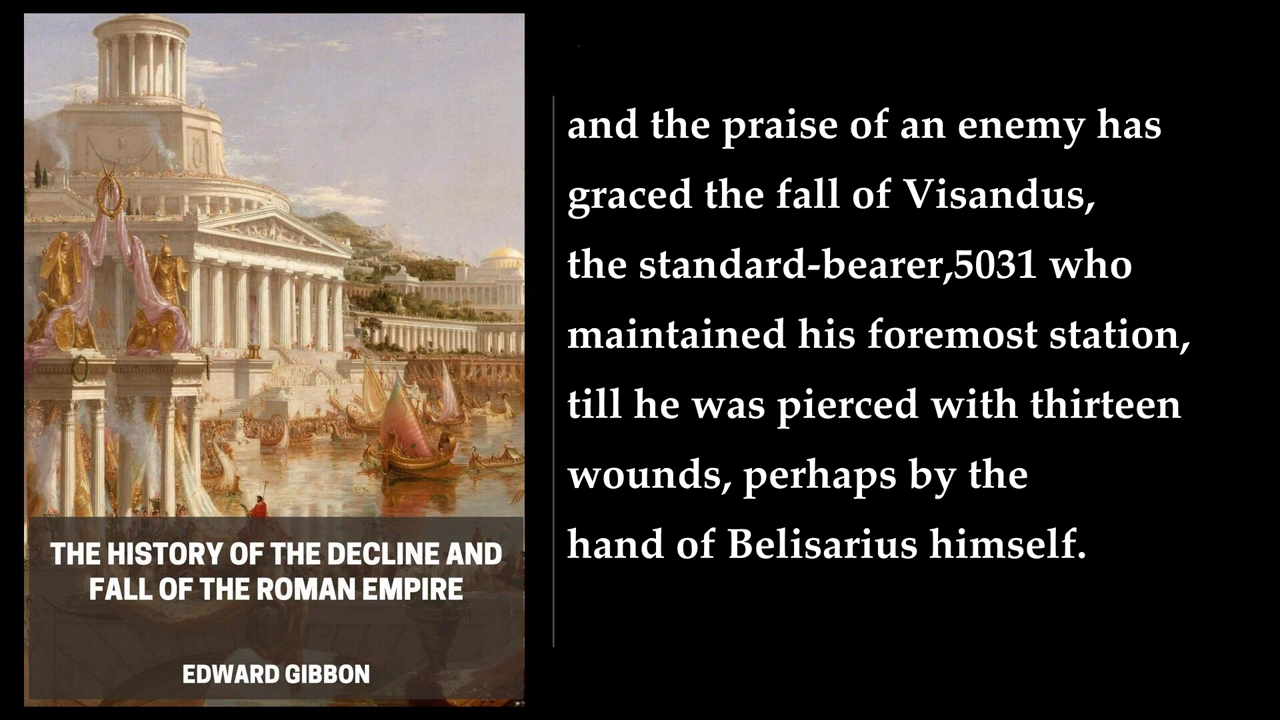 THE HISTORY OF THE DECLINE AND
FALL OF THE ROMAN EMPIRE
EDWARD GIBBON
and the praise of an enemy has
graced the fall of Visandus,
the standard-bearer,5031 who
maintained his foremost station,
till he was pierced with thirteen
wounds, perhaps by the
hand of Belisarius himself.